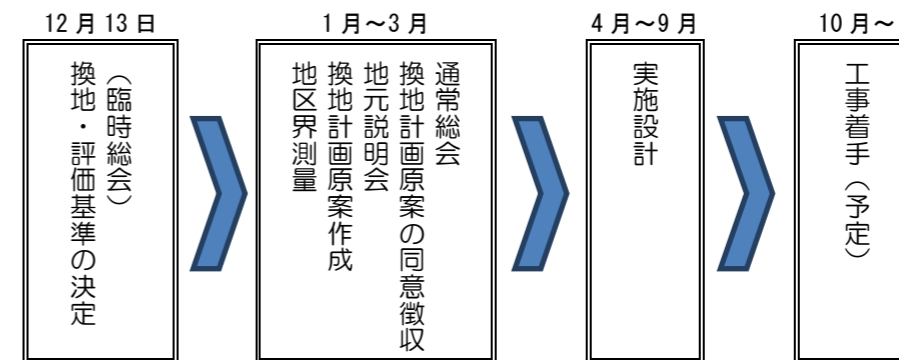 12月13日
（臨時総会）
換地・評価基準の決定
1月～3月
通常総会
換地計画原案の同意徴収
地元説明会
換地計画原案作成
地区界測量
4月～9月
実施設計
10月～
工事着手（予定）